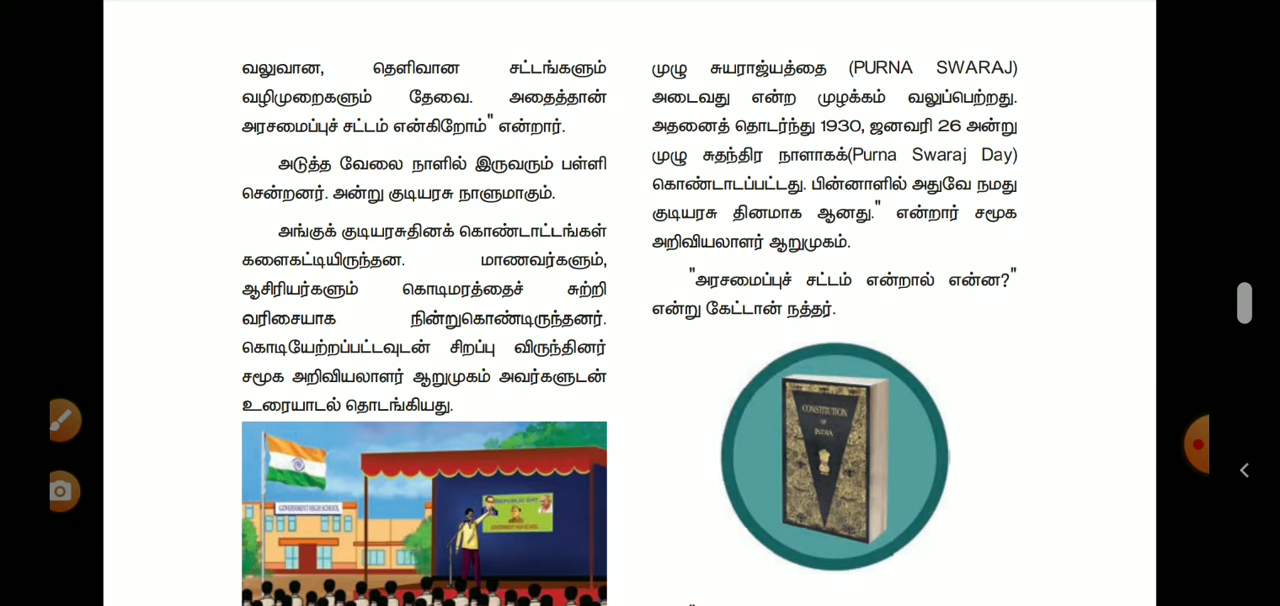 வலுவான, தெளிவான சட்டங்களும்
வழிமுறைகளும் தேவை. அதைத்தான்
அரசமைப்புச் சட்டம் என்கிறோம்" என்றார்.
அடுத்த வேலை நாளில் இருவரும் பள்ளி
சென்றனர். அன்று குடியரசு நாளுமாகும்.
அங்குக் குடியரசுதினக் கொண்டாட்டங்கள்
களைகட்டியிருந்தன. மாணவர்களும்,
ஆசிரியர்களும் கொடிமரத்தைச் சுற்றி
வரிசையாக நின்றுகொண்டிருந்தனர்.
கொடியேற்றப்பட்டவுடன் சிறப்பு விருந்தினர்
சமூக அறிவியலாளர் ஆறுமுகம் அவர்களுடன்
உரையாடல் தொடங்கியது.
GOVERNMENT HIGH SCHOOL
REPUBLIC DAY
GOVERNMENT HIGH SCHOOL
முழு சுயராஜ்யத்தை (PURNA SWARAJ)
அடைவது என்ற முழக்கம் வலுப்பெற்றது.
அதனைத் தொடர்ந்து 1930, ஜனவரி 26 அன்று
முழு சுதந்திர நாளாகக்(Purna Swaraj Day)
கொண்டாடப்பட்டது. பின்னாளில் அதுவே நமது
குடியரசு தினமாக ஆனது." என்றார் சமூக
அறிவியலாளர் ஆறுமுகம்.
"அரசமைப்புச் சட்டம் என்றால் என்ன?"
என்று கேட்டான் நத்தர்.
CONSTITUTION
OF
INDIA